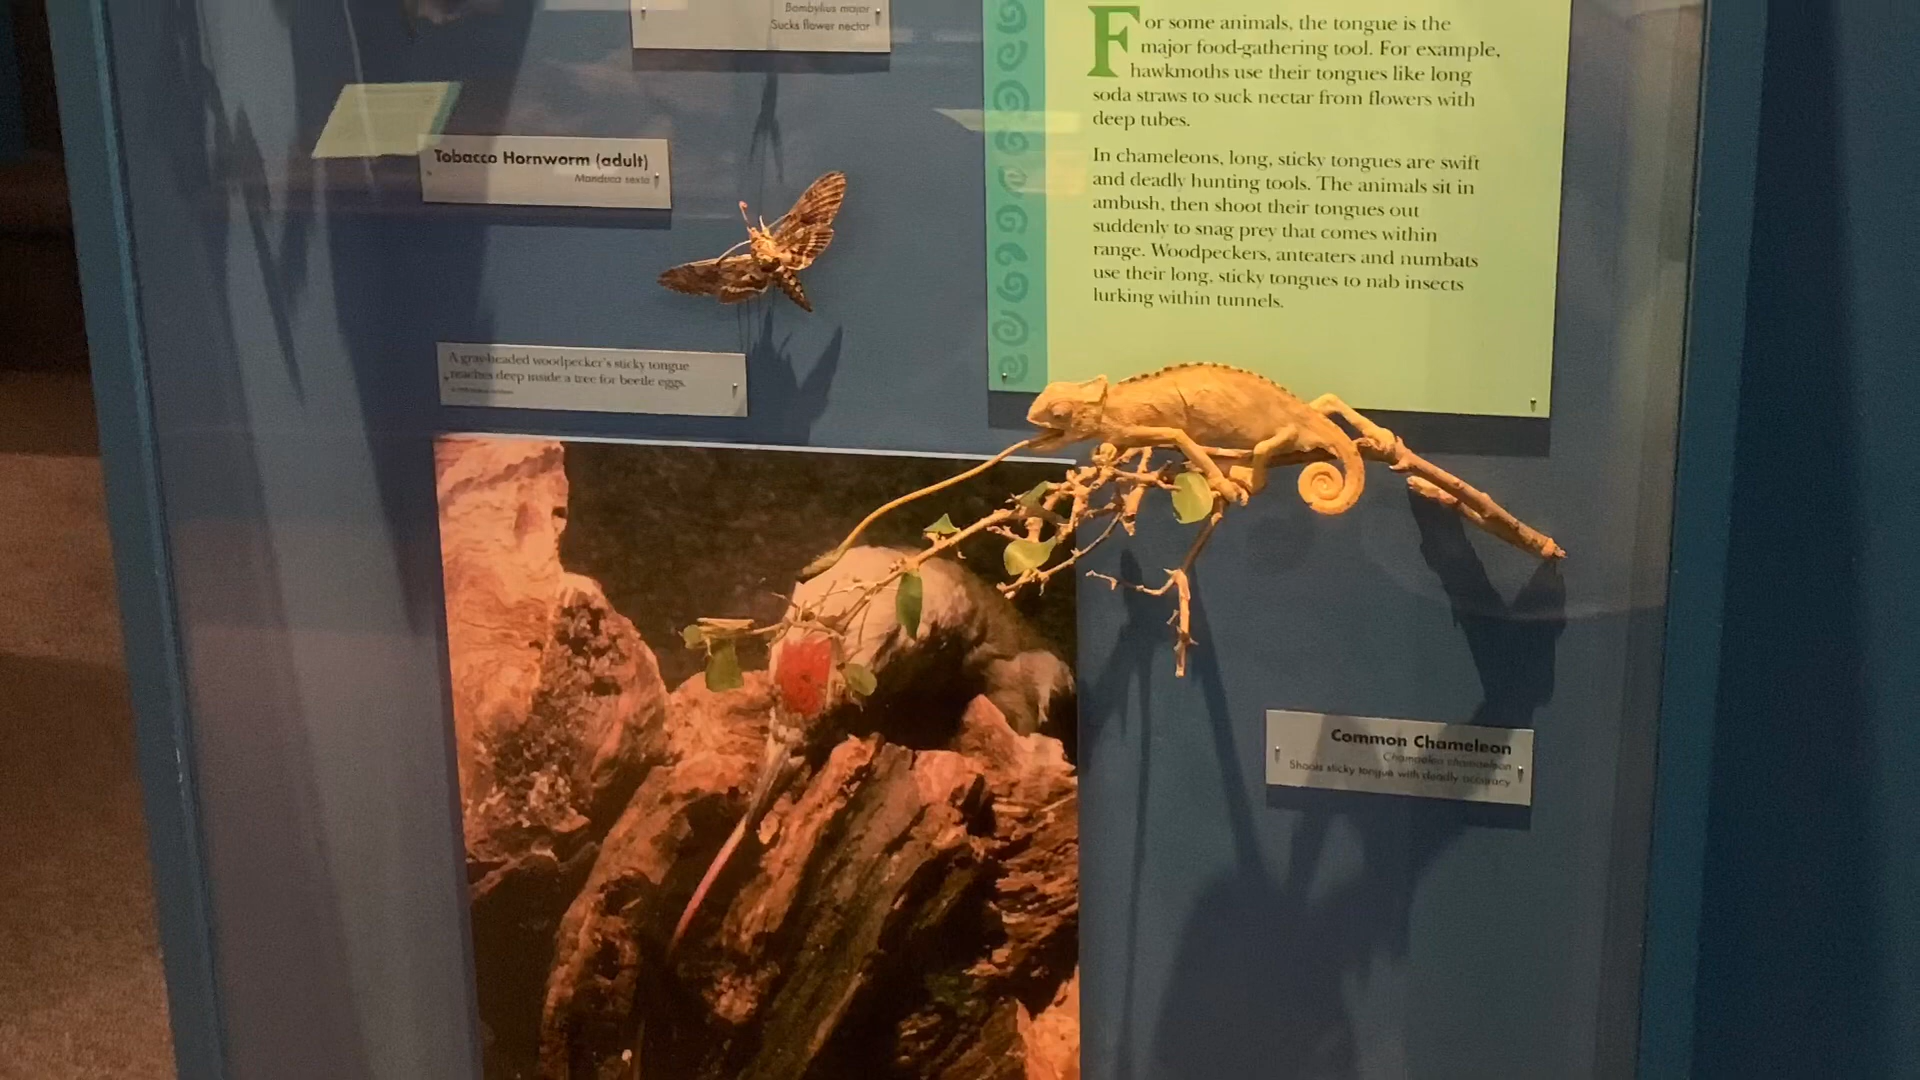 Bombylius major
Sucks flower nectar
For some animals, the tongue is the
major food-gathering tool. For example,
hawkmoths use their tongues like long
soda straws to suck nectar from flowers with
deep tubes.
In chameleons, long, sticky tongues are swift
and deadly hunting tools. The animals sit in
ambush, then shoot their tongues out
suddenly to snag prey that comes within
range. Woodpeckers, anteaters and numbats
use their long, sticky tongues to nab insects
lurking within tunnels.
Tobacco Hornworm (adult)
Manduca sexta
A gray-headed woodpecker's sticky tongue
reaches deep inside a tree for beetle eggs.
Common Chameleon
Chamaeleo chamaeleon
Shoots sticky tongue with deadly accuracy